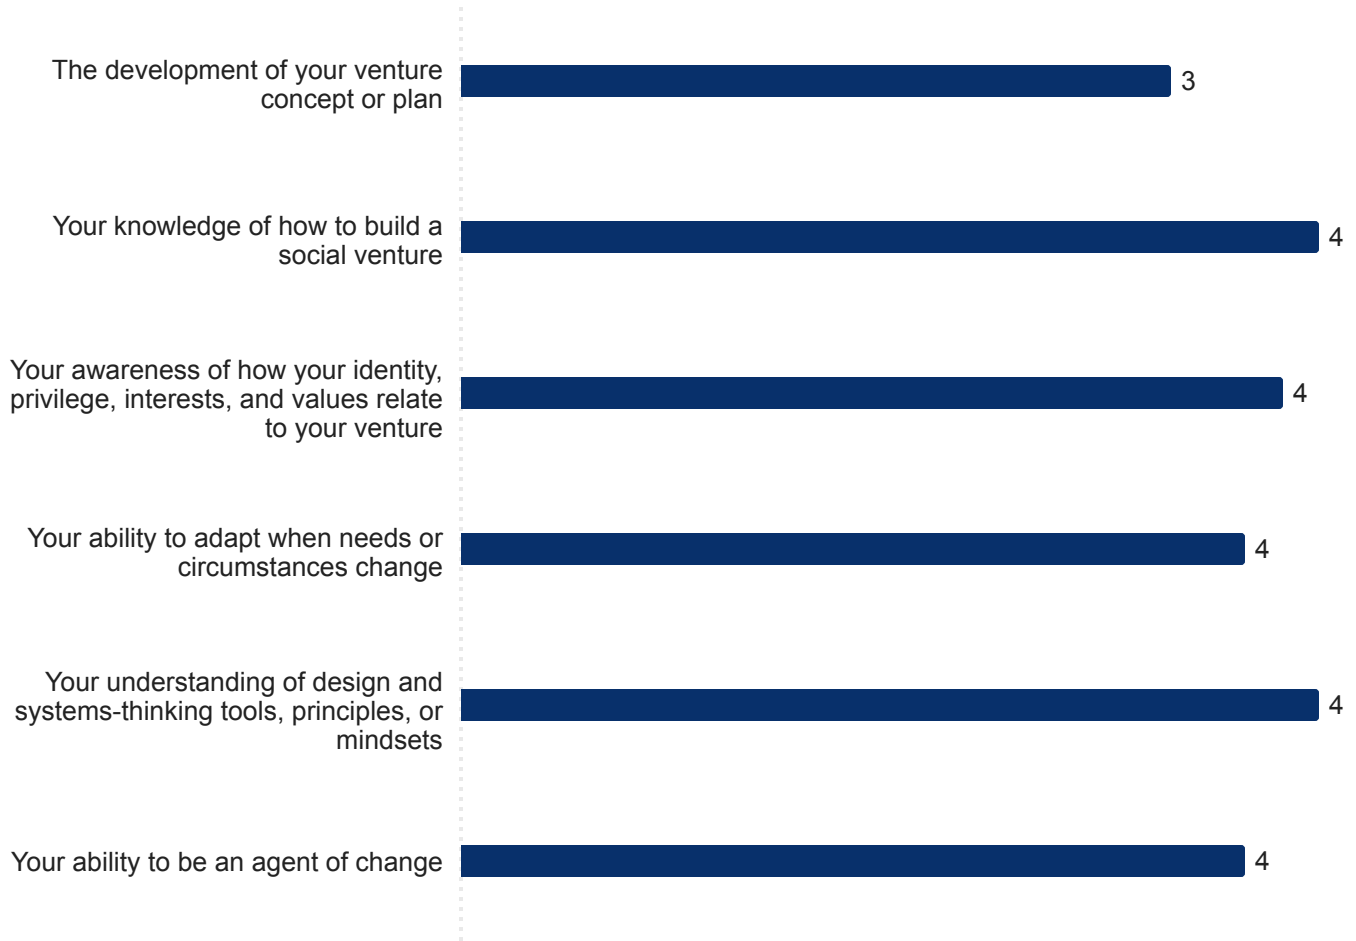 The development of your venture
concept or plan
3
Your knowledge of how to build a
social venture
4
Your awareness of how your identity,
privilege, interests, and values relate
to your venture
4
Your ability to adapt when needs or
circumstances change
4
Your understanding of design and
systems-thinking tools, principles, or
mindsets
4
Your ability to be an agent of change
4